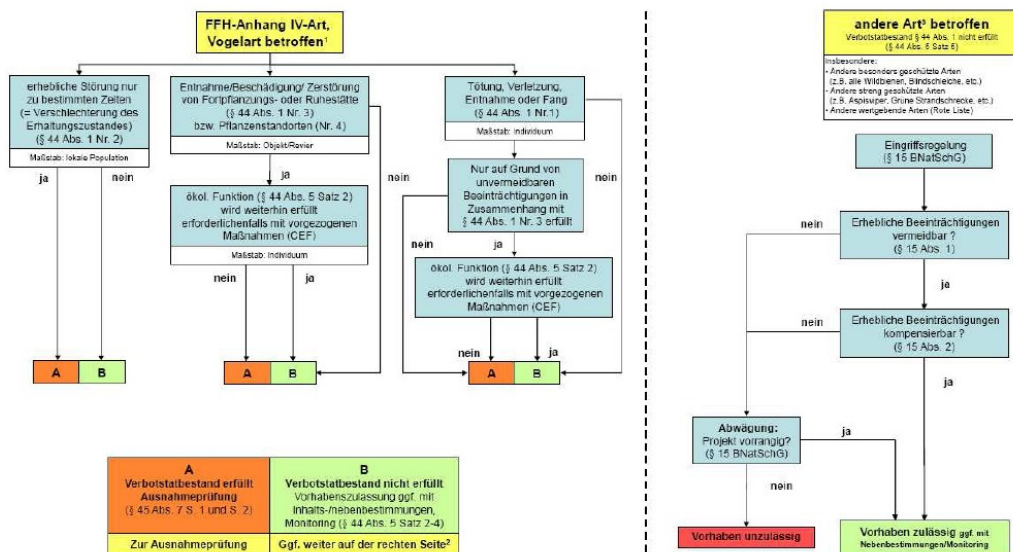 FFH-Anhang IV-Art,
Vogelart betroffen¹
erhebliche Störung nur
zu bestimmten Zeiten
(= Verschlechterung des
Erhaltungszustandes)
(§ 44 Abs. 1 Nr. 2)
Maßstab: lokale Population
ja
nein
Entnahme/Beschädigung/ Zerstörung
von Fortpflanzungs- oder Ruhestätte
(§ 44 Abs. 1 Nr. 3)
bzw. Pflanzenstandorten (Nr. 4)
Maßstab: Objekt/Revier
ja
nein
ökol. Funktion (§ 44 Abs. 5 Satz 2)
wird weiterhin erfüllt
erforderlichenfalls mit vorgezogenen
Maßnahmen (CEF)
Maßstab: Individuum
nein
ja
Tötung, Verletzung,
Entnahme oder Fang
(§ 44 Abs. 1 Nr.1)
Maßstab: Individuum
nein
Nur auf Grund von
unvermeidbaren
Beeinträchtigungen in
Zusammenhang mit
§ 44 Abs. 1 Nr. 3 erfüllt
nein
ja
ökol. Funktion (§ 44 Abs. 5 Satz 2)
wird weiterhin erfüllt
erforderlichenfalls mit vorgezogenen
Maßnahmen (CEF)
nein
ja
A B
A B
A B
A
Verbotstatbestand erfüllt
Ausnahmeprüfung
(§ 45 Abs. 7 S. 1 und S. 2)
Zur Ausnahmeprüfung
B
Verbotstatbestand nicht erfüllt
Vorhabenszulassung ggf. mit
Inhalts-/nebenbestimmungen,
Monitoring (§ 44 Abs. 5 Satz 2-4)
Ggf. weiter auf der rechten Seite²
andere Art³ betroffen
Verbotstatbestand § 44 Abs. 1 nicht erfüllt
(§ 44 Abs. 5 Satz 5)
Insbesondere:
- Andere besonders geschützte Arten
(z.B. alle Wildbienen, Blindschleiche, etc.)
- Andere streng geschützte Arten
(z.B. Aspisviper, Grüne Strandschrecke, etc.)
- Andere wertgebende Arten (Rote Liste)
Eingriffsregelung
(§ 15 BNatSchG)
nein
Erhebliche Beeinträchtigungen
vermeidbar ?
(§ 15 Abs. 1)
ja
nein
Erhebliche Beeinträchtigungen
kompensierbar ?
(§ 15 Abs. 2)
ja
Abwägung:
Projekt vorrangig?
(§ 15 BNatSchG)
ja
nein
Vorhaben unzulässig
Vorhaben zulässig ggf. mit
Nebenbestimmungen/Monitoring